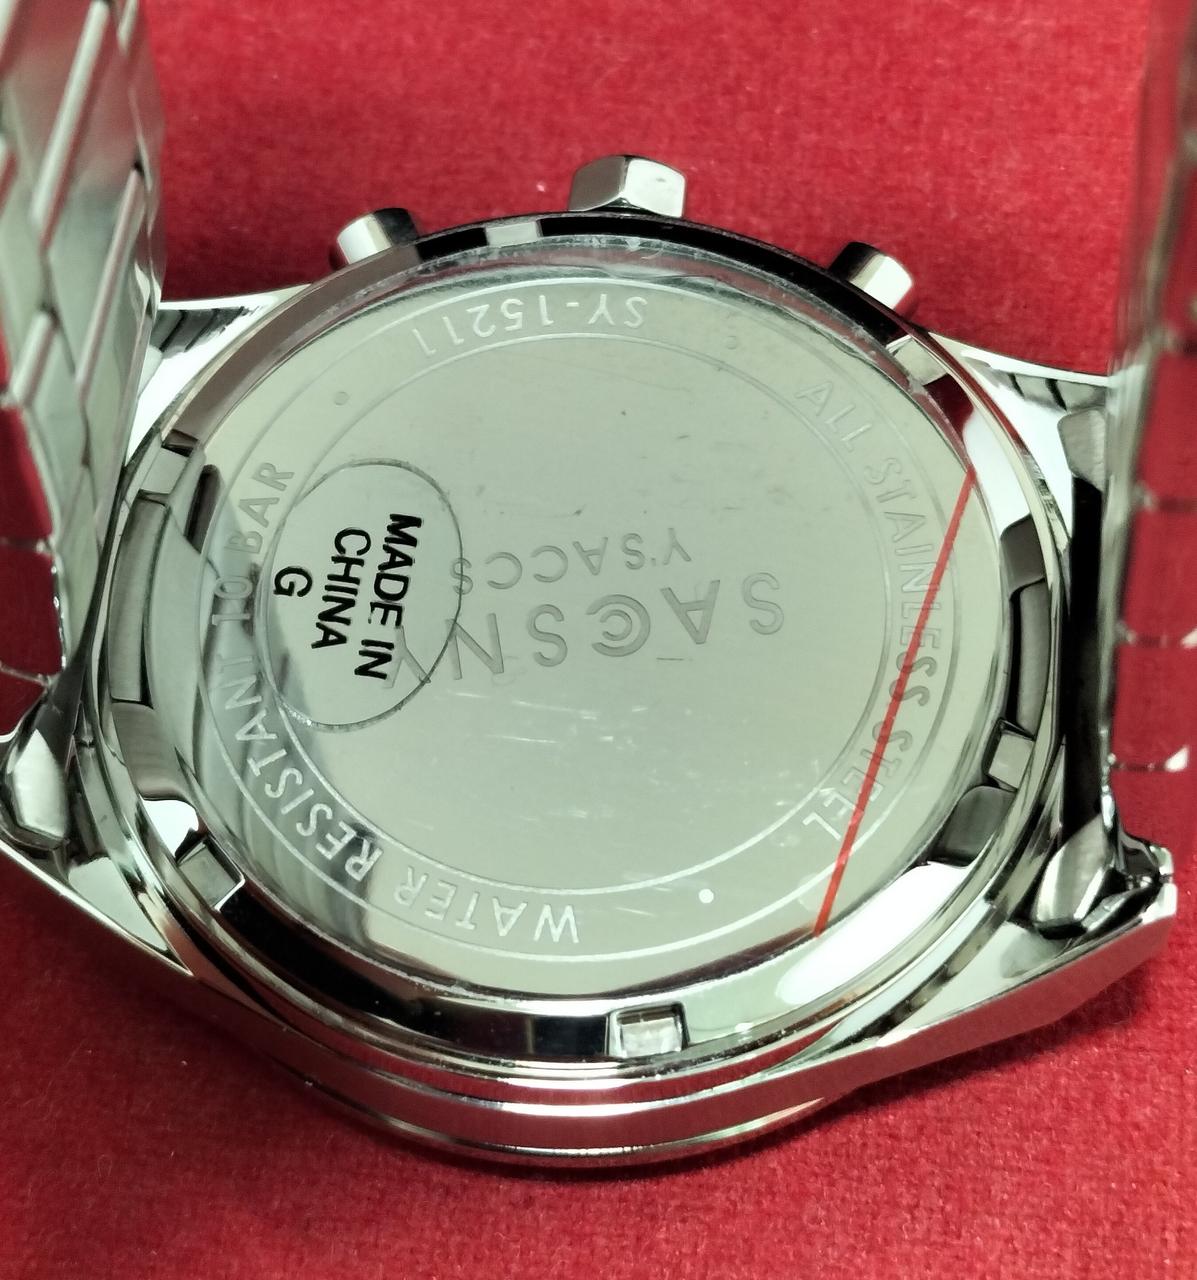 SY-15211
ALL STAINLESS STEEL
WATER RESISTANT 10 BAR
SACSNY
Y'SACCS
MADE IN
CHINA
G